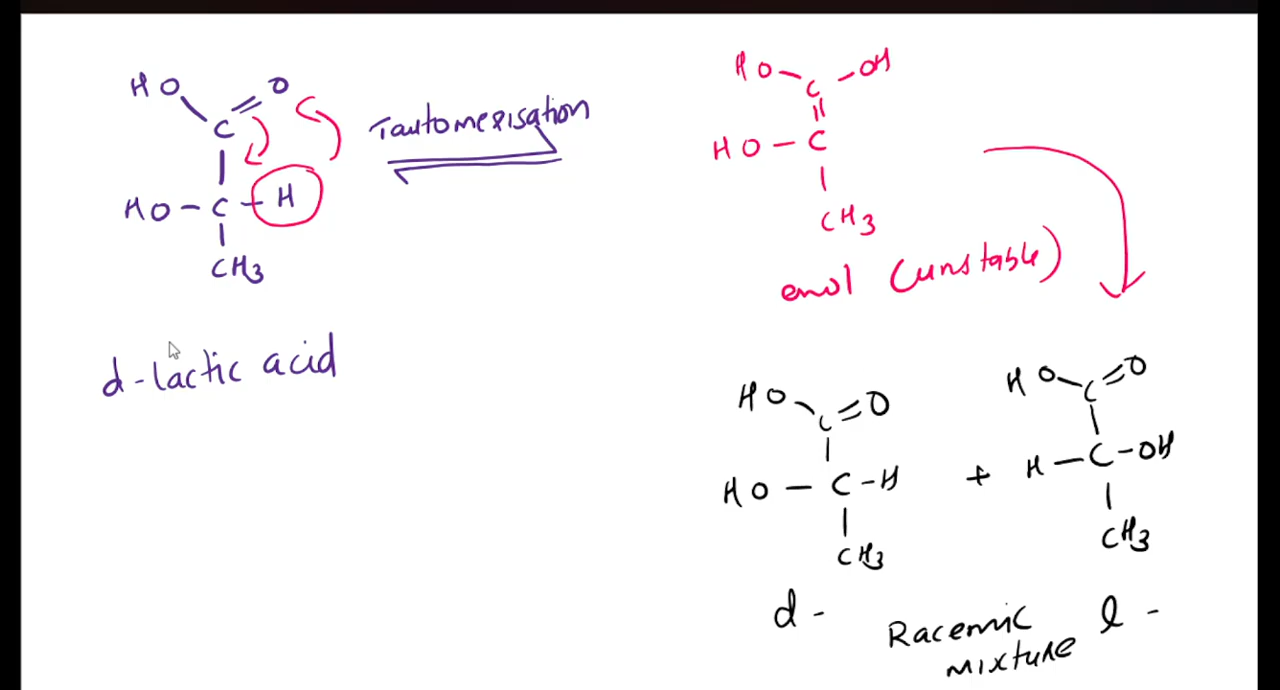 HO
O
C
HO - C - H
CH3
d-lactic acid
Tautomerisation
HO - C - OH
HO - C
CH3
enol (unstable)
HO
C = O
HO - C - H
CH3
d -
+
HO
C = O
H - C - OH
CH3
l -
Racemic
mixture